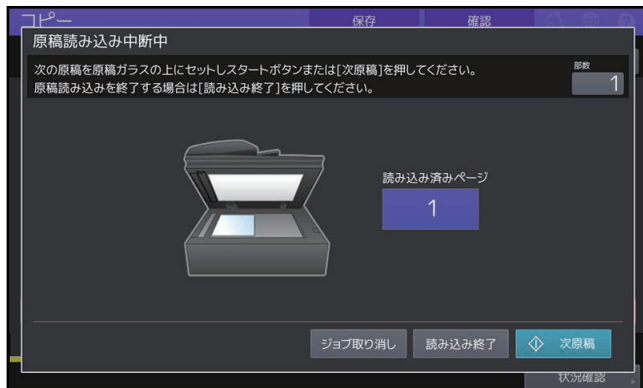 コピー
保存
確認
原稿読み込み中断中
次の原稿を原稿ガラスの上にセットしスタートボタンまたは[次原稿]を押してください。
原稿読み込みを終了する場合は[読み込み終了]を押してください。
部数
1
読み込み済みページ
1
ジョブ取り消し
読み込み終了
次原稿
状況確認